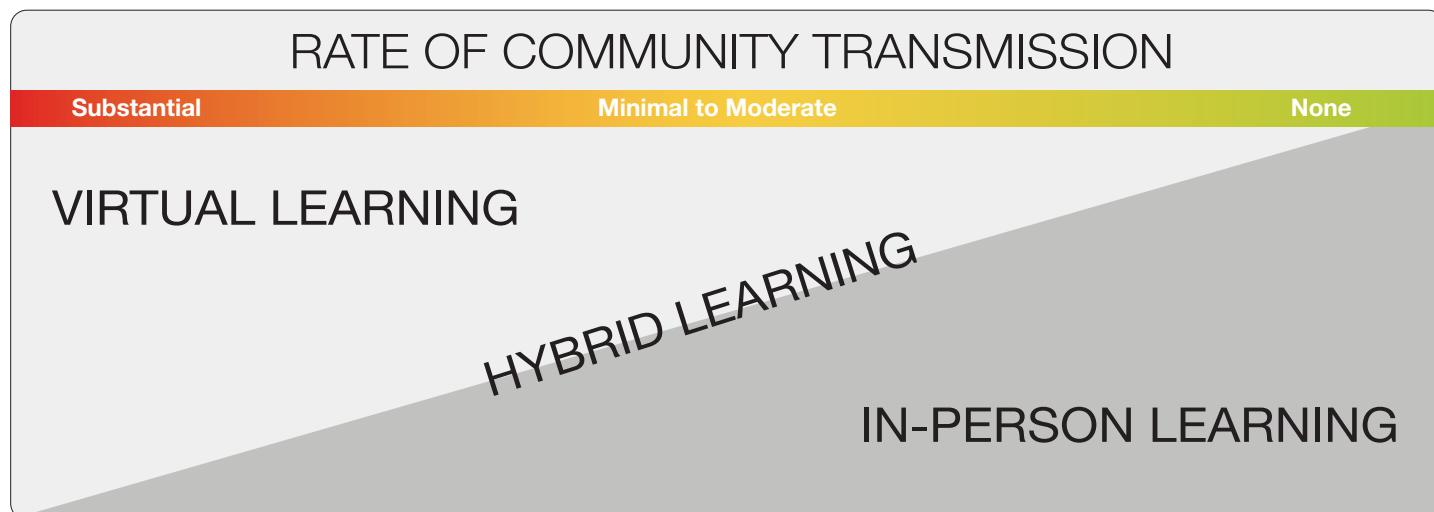 RATE OF COMMUNITY TRANSMISSION
Substantial Minimal to Moderate None
VIRTUAL LEARNING
HYBRID LEARNING
IN-PERSON LEARNING